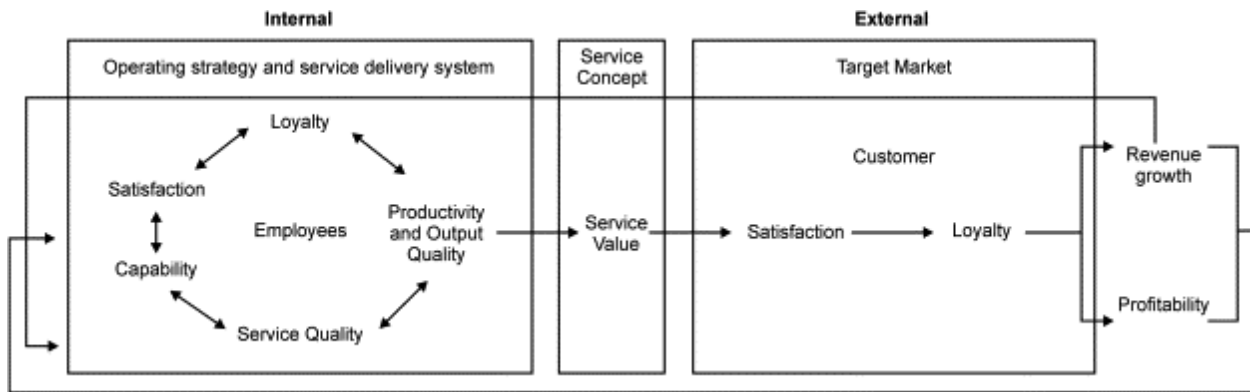 Internal
External
Operating strategy and service delivery system
Service
Concept
Target Market
Loyalty
Customer
Revenue
growth
Satisfaction
Employees
Productivity
and Output
Quality
Service
Value
Satisfaction
Loyalty
Capability
Profitability
Service Quality